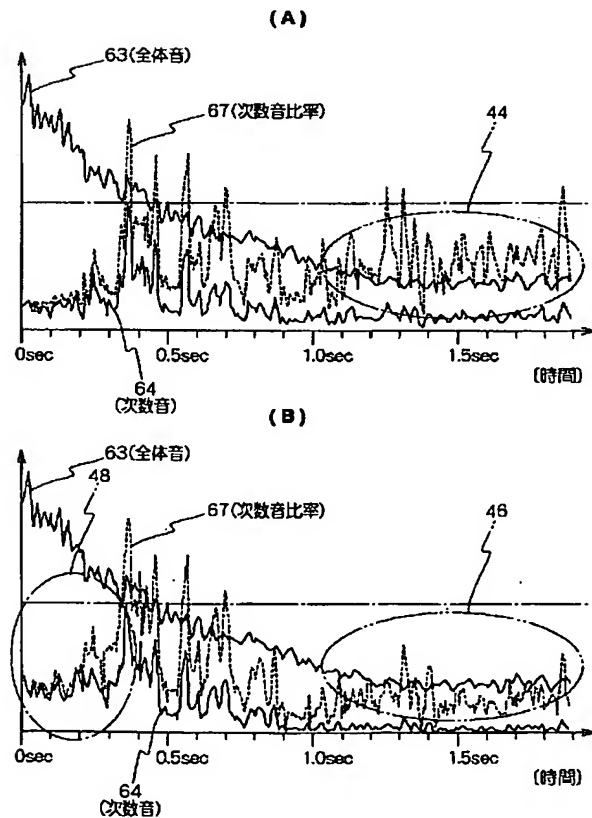 (A)
63(全体音)
67(次数音比率)
44
0sec
0.5sec
1.0sec
1.5sec
[時間]
64
(次数音)
(B)
63(全体音)
48
67(次数音比率)
46
0sec
0.5sec
1.0sec
1.5sec
[時間]
64
(次数音)